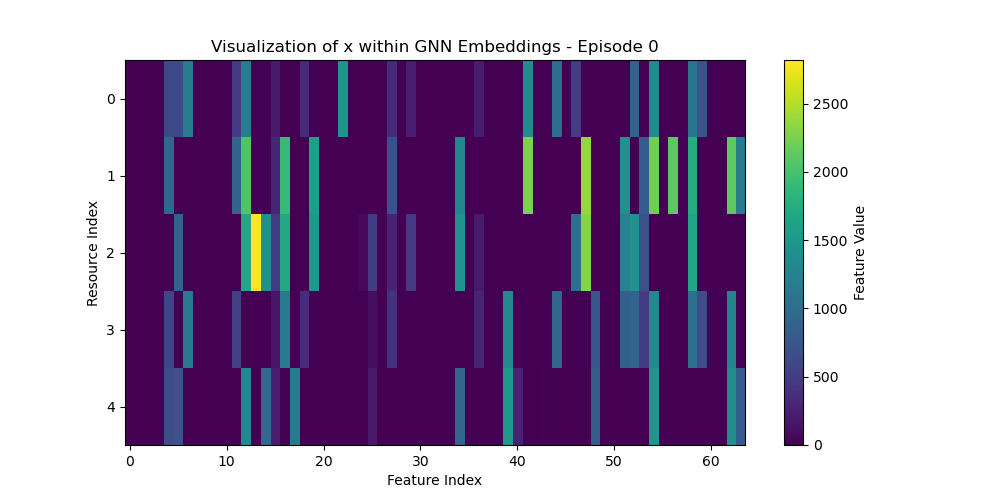 Visualization of x within GNN Embeddings - Episode 0
Resource Index
0
1
2
3
4
0 10 20 30 40 50 60
Feature Index
2500
2000
1500
1000
500
0
Feature Value